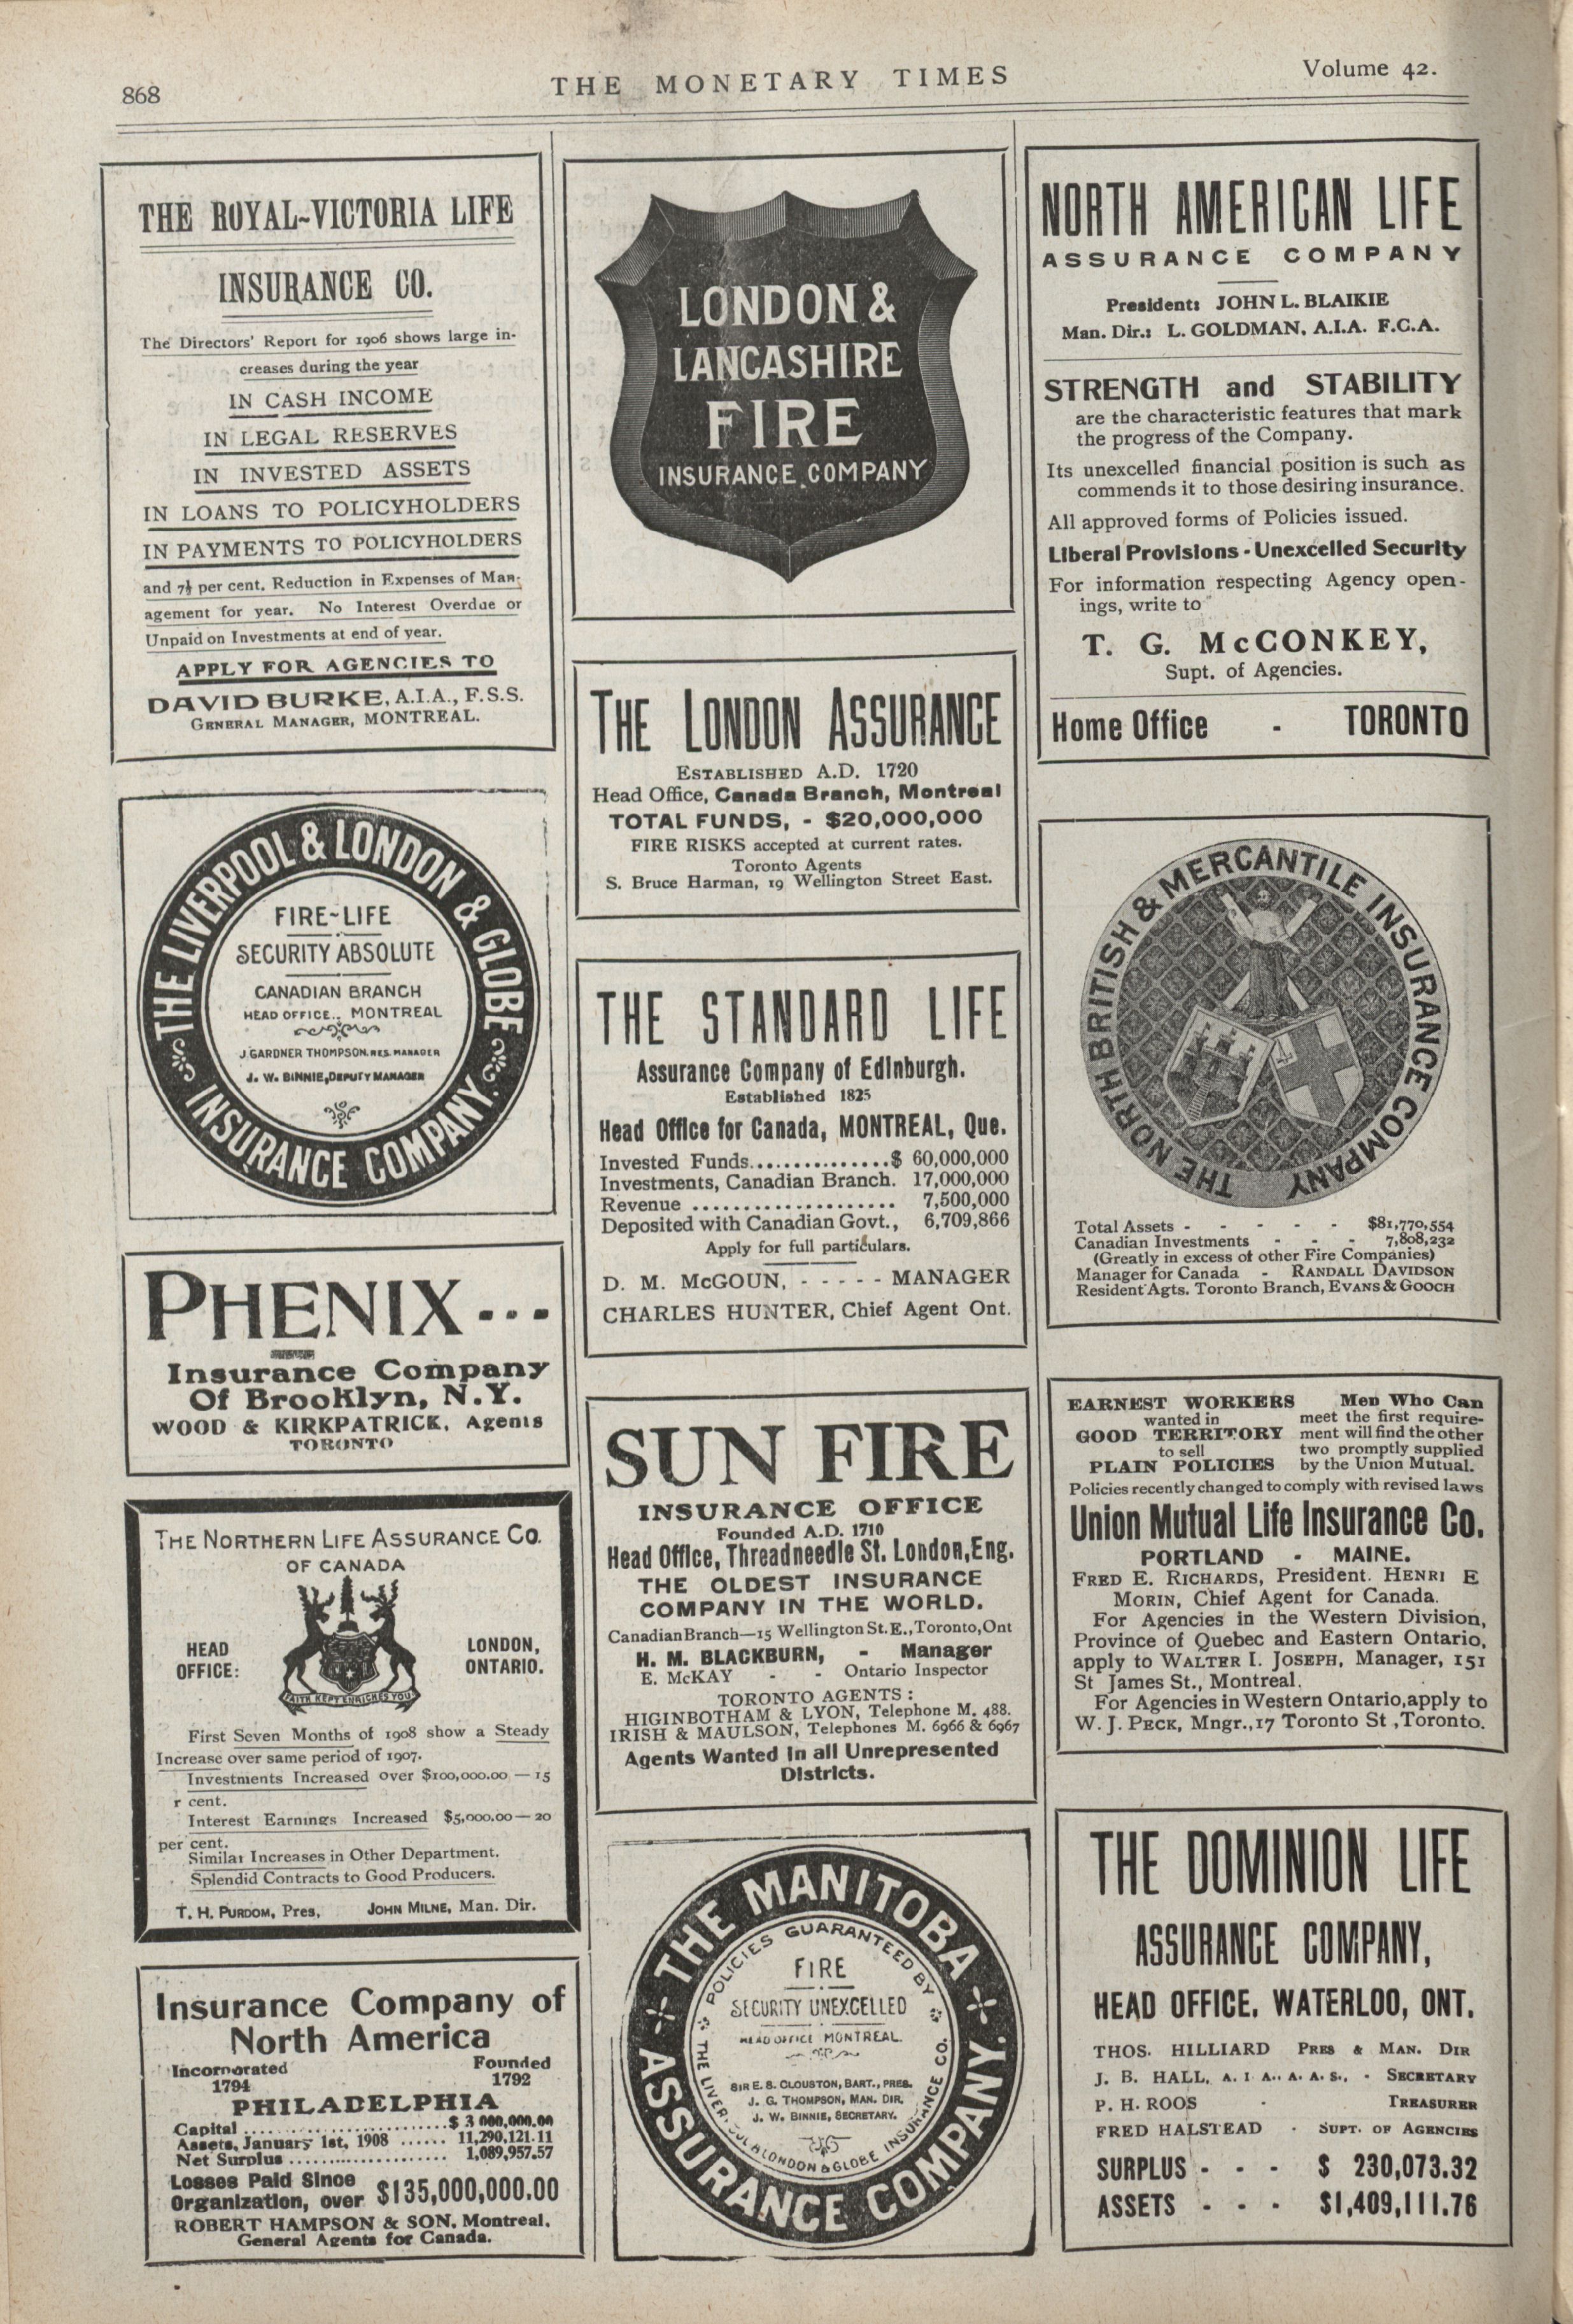 868
THE MONETARY TIMES
Volume 42.
THE ROYAL-VICTORIA LIFE
INSURANCE CO.
The Directors' Report for 1906 shows large in-
creases during the year
IN CASH INCOME
IN LEGAL RESERVES
IN INVESTED ASSETS
IN LOANS TO POLICYHOLDERS
IN PAYMENTS TO POLICYHOLDERS
and 7½ per cent. Reduction in Expenses of Man-
agement for year. No Interest Overdue or
Unpaid on Investments at end of year.
APPLY FOR AGENCIES TO
DAVID BURKE, A.I.A., F.S.S.
GENERAL MANAGER, MONTREAL.
THE LIVERPOOL & LONDON & GLOBE
INSURANCE COMPANY.
FIRE-LIFE
SECURITY ABSOLUTE
CANADIAN BRANCH
HEAD OFFICE.. MONTREAL
J. GARDNER THOMPSON, RES. MANAGER
J. W. BINNIE, DEPUTY MANAGER
PHENIX...
Insurance Company
Of Brooklyn, N.Y.
WOOD & KIRKPATRICK, Agents
TORONTO
THE NORTHERN LIFE ASSURANCE CO.
OF CANADA
HEAD
OFFICE:
LONDON,
ONTARIO.
FAITH KEPT ENRICHES YOU
First Seven Months of 1908 show a Steady
Increase over same period of 1907.
Investments Increased over $100,000.00 — 15
r cent.
Interest Earnings Increased $5,000.00 — 20
per cent.
Similar Increases in Other Department.
Splendid Contracts to Good Producers.
T. H. PURDOM, Pres, JOHN MILNE, Man. Dir.
Insurance Company of
North America
Incorporated
1794
Founded
1792
PHILADELPHIA
Capital .......................... $ 3 000,000.00
Assets, January 1st, 1908 ...... 11,290,121.11
Net Surplus .................... 1,089,957.57
Losses Paid Since
Organization, over $135,000,000.00
ROBERT HAMPSON & SON, Montreal,
General Agents for Canada.
LONDON &
LANCASHIRE
FIRE
INSURANCE COMPANY
THE LONDON ASSURANCE
ESTABLISHED A.D. 1720
Head Office, Canada Branch, Montreal
TOTAL FUNDS, - $20,000,000
FIRE RISKS accepted at current rates.
Toronto Agents
S. Bruce Harman, 19 Wellington Street East.
THE STANDARD LIFE
Assurance Company of Edinburgh.
Established 1825
Head Office for Canada, MONTREAL, Que.
Invested Funds...............$ 60,000,000
Investments, Canadian Branch. 17,000,000
Revenue ..................... 7,500,000
Deposited with Canadian Govt., 6,709,866
Apply for full particulars.
D. M. McGOUN, - - - - - MANAGER
CHARLES HUNTER, Chief Agent Ont.
SUN FIRE
INSURANCE OFFICE
Founded A.D. 1710
Head Office, Threadneedle St. London, Eng.
THE OLDEST INSURANCE
COMPANY IN THE WORLD.
Canadian Branch—15 Wellington St. E., Toronto, Ont
H. M. BLACKBURN, - Manager
E. McKAY - - Ontario Inspector
TORONTO AGENTS:
HIGINBOTHAM & LYON, Telephone M. 488.
IRISH & MAULSON, Telephones M. 6966 & 6967
Agents Wanted in all Unrepresented
Districts.
THE MANITOBA
ASSURANCE COMPANY.
POLICIES GUARANTEED BY
THE LIVERPOOL & LONDON & GLOBE INSURANCE CO.
FIRE
SECURITY UNEXCELLED
HEAD OFFICE MONTREAL.
SIR E. S. CLOUSTON, BART., PRES.
J. G. THOMPSON, MAN. DIR.
J. W. BINNIE, SECRETARY.
NORTH AMERICAN LIFE
ASSURANCE COMPANY
President: JOHN L. BLAIKIE
Man. Dir.: L. GOLDMAN, A.I.A. F.C.A.
STRENGTH and STABILITY
are the characteristic features that mark
the progress of the Company.
Its unexcelled financial position is such as
commends it to those desiring insurance.
All approved forms of Policies issued.
Liberal Provisions - Unexcelled Security
For information respecting Agency open-
ings, write to
T. G. McCONKEY,
Supt. of Agencies.
Home Office - TORONTO
THE NORTH BRITISH & MERCANTILE INSURANCE COMPANY
Total Assets - - - - - $81,770,554
Canadian Investments - - - 7,808,232
(Greatly in excess of other Fire Companies)
Manager for Canada - RANDALL DAVIDSON
Resident Agts. Toronto Branch, EVANS & GOOCH
EARNEST WORKERS
wanted in
GOOD TERRITORY
to sell
PLAIN POLICIES
Men Who Can
meet the first require-
ment will find the other
two promptly supplied
by the Union Mutual.
Policies recently changed to comply with revised laws
Union Mutual Life Insurance Co.
PORTLAND - MAINE.
FRED E. RICHARDS, President. HENRI E
MORIN, Chief Agent for Canada.
For Agencies in the Western Division,
Province of Quebec and Eastern Ontario,
apply to WALTER I. JOSEPH, Manager, 151
St James St., Montreal.
For Agencies in Western Ontario, apply to
W. J. PECK, Mngr., 17 Toronto St , Toronto.
THE DOMINION LIFE
ASSURANCE COMPANY,
HEAD OFFICE, WATERLOO, ONT.
THOS. HILLIARD PRES & MAN. DIR
J. B. HALL, A. I. A., A. A. S., - SECRETARY
P. H. ROOS - TREASURER
FRED HALSTEAD - SUPT. OF AGENCIES
SURPLUS - - - $ 230,073.32
ASSETS - - - $1,409,111.76